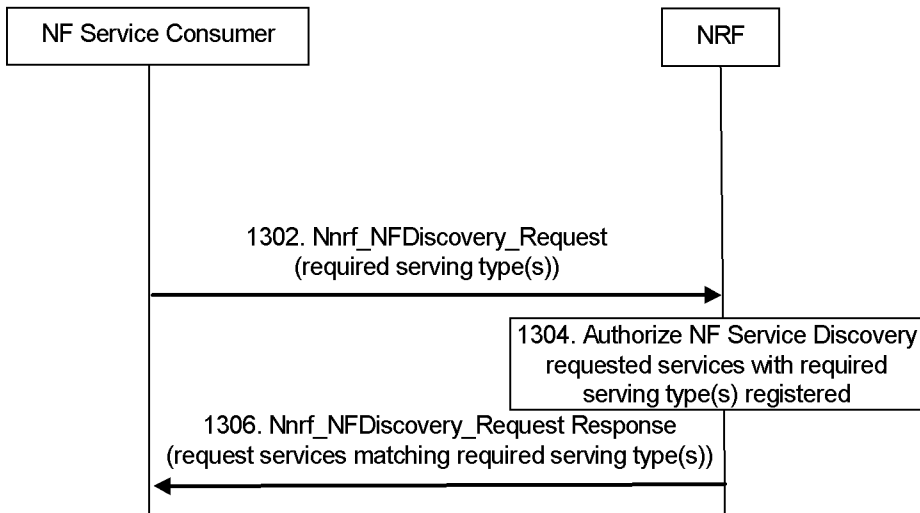 NF Service Consumer
NRF
1302. Nnrf_NFDiscovery_Request
(required serving type(s))
1304. Authorize NF Service Discovery
requested services with required
serving type(s) registered
1306. Nnrf_NFDiscovery_Request Response
(request services matching required serving type(s))